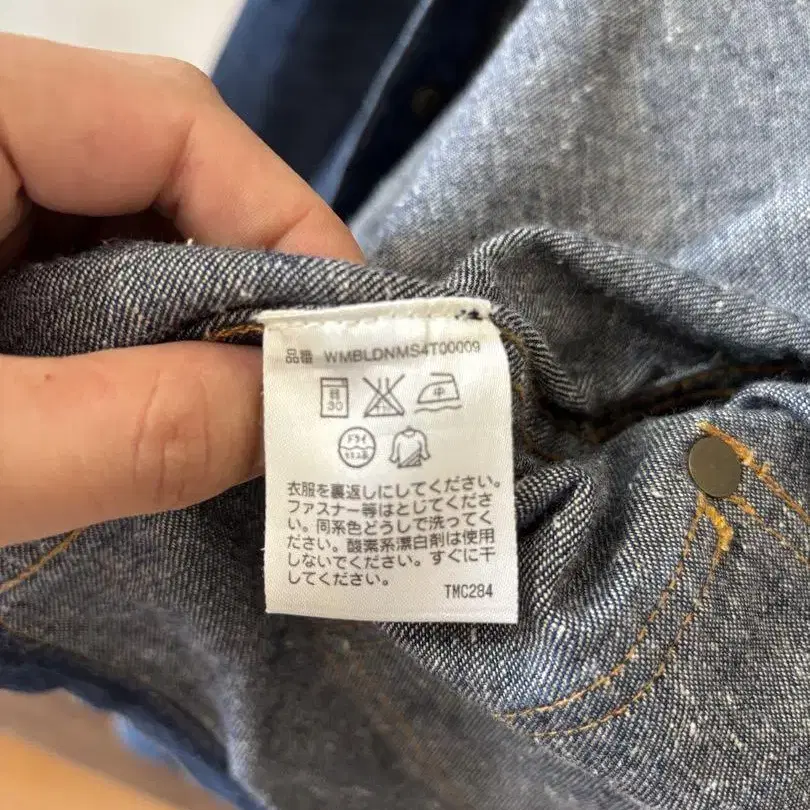 品番 WMBLDNMS4T00009
30 中
ドライ
衣服を裏返しにしてください。
ファスナー等はとじてくださ
い。同系色どうしで洗ってく
ださい。酸素系漂白剤は使用
しないでください。すぐに干
してください。
TMC284